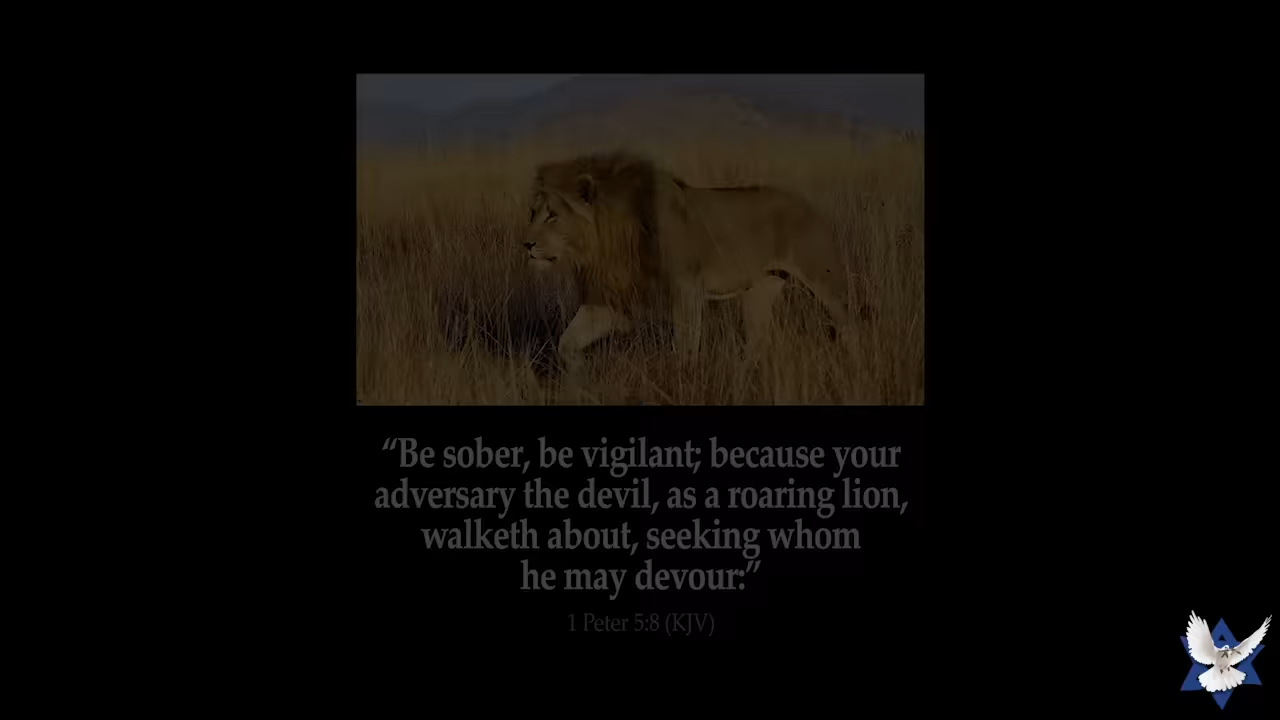 “Be sober, be vigilant; because your
adversary the devil, as a roaring lion,
walketh about, seeking whom
he may devour:”
1 Peter 5:8 (KJV)